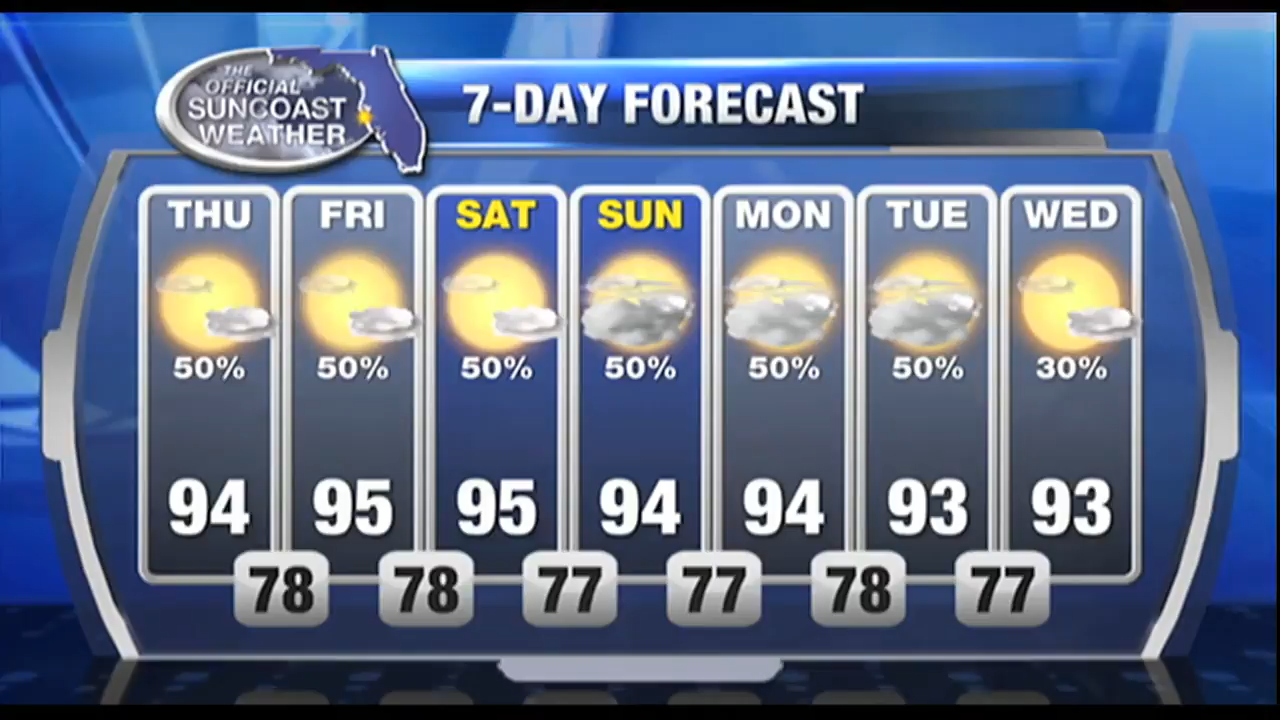 THE
OFFICIAL
SUNCOAST
WEATHER
7-DAY FORECAST
THU FRI SAT SUN MON TUE WED
50% 50% 50% 50% 50% 50% 30%
94 95 95 94 94 93 93
78 78 77 77 78 77